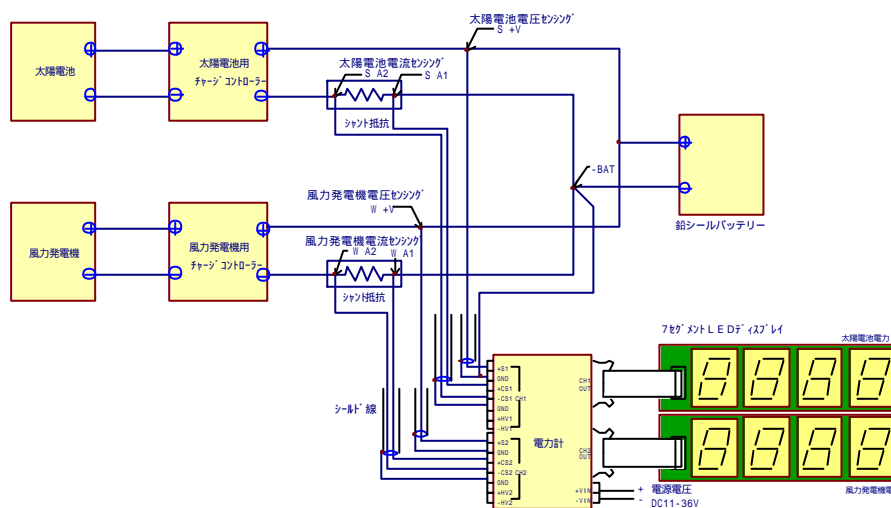 太陽電池電圧センシング
S +V
太陽電池
太陽電池用
チャージコントローラー
太陽電池電流センシング
S A2
S A1
シャント抵抗
-BAT
鉛シールバッテリー
風力発電機電圧センシング
W +V
風力発電機
風力発電機用
チャージコントローラー
風力発電機電流センシング
W A2
W A1
シャント抵抗
7セグメントLEDディスプレイ
太陽電池電力
シールド線
+S1
GND
+CS1
-CS1 CH1
GND
+HV1
-HV1
+S2
GND
+CS2
-CS2 CH2
GND
+HV2
-HV2
電力計
CH1
OUT
CH2
OUT
+VIN
-VIN
+
-
電源電圧
DC11-36V
風力発電機電